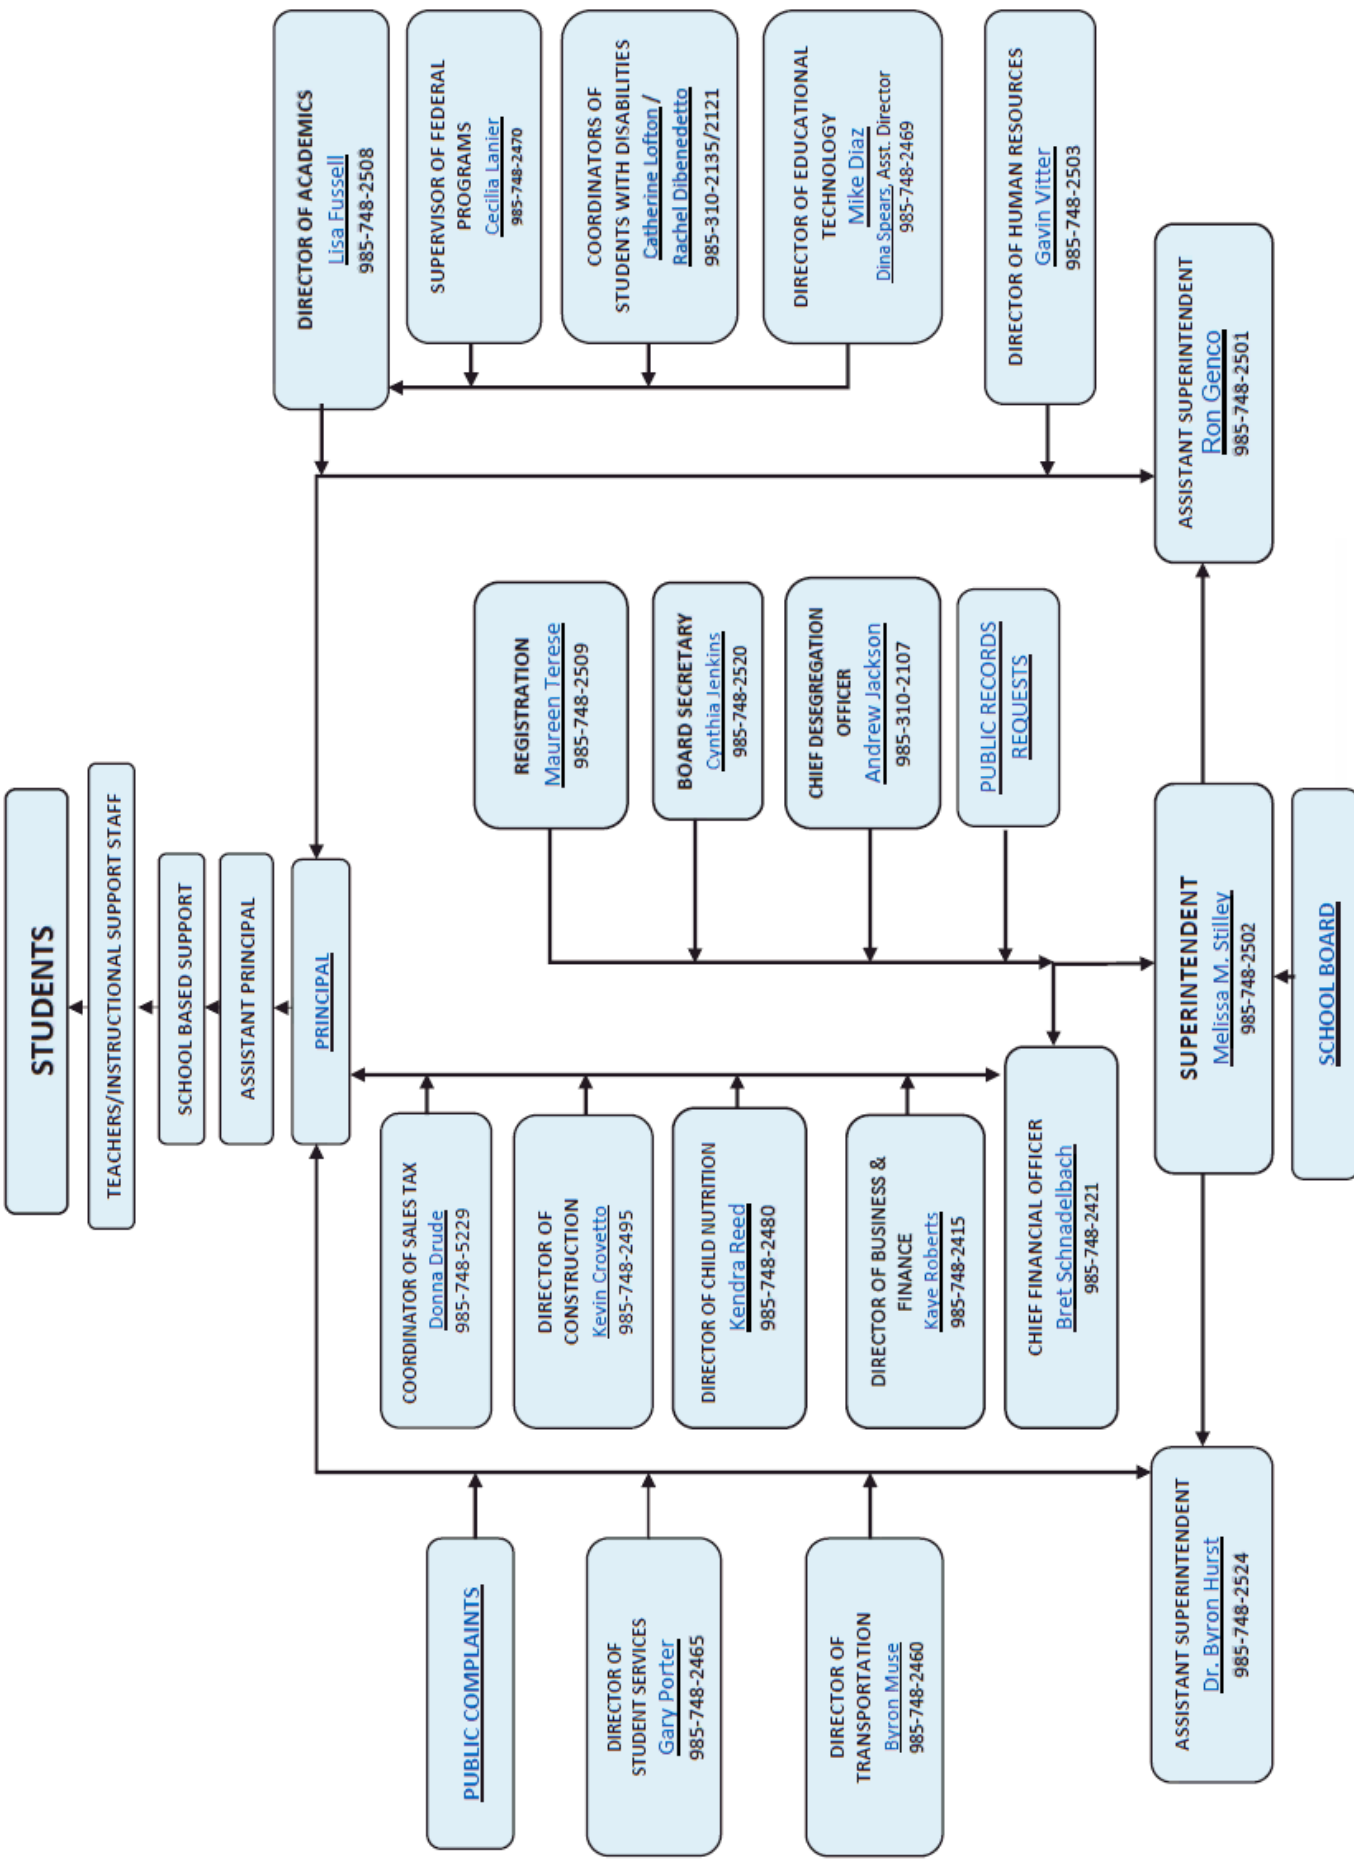 STUDENTS
TEACHERS/INSTRUCTIONAL SUPPORT STAFF
SCHOOL BASED SUPPORT
ASSISTANT PRINCIPAL
PRINCIPAL
PUBLIC COMPLAINTS
DIRECTOR OF
STUDENT SERVICES
Gary Porter
985-748-2465
DIRECTOR OF
TRANSPORTATION
Byron Muse
985-748-2460
ASSISTANT SUPERINTENDENT
Dr. Byron Hurst
985-748-2524
COORDINATOR OF SALES TAX
Donna Drude
985-748-5229
DIRECTOR OF
CONSTRUCTION
Kevin Crovetto
985-748-2495
DIRECTOR OF CHILD NUTRITION
Kendra Reed
985-748-2480
DIRECTOR OF BUSINESS &
FINANCE
Kaye Roberts
985-748-2415
CHIEF FINANCIAL OFFICER
Bret Schnadelbach
985-748-2421
REGISTRATION
Maureen Terese
985-748-2509
BOARD SECRETARY
Cynthia Jenkins
985-748-2520
CHIEF DESEGREGATION
OFFICER
Andrew Jackson
985-310-2107
PUBLIC RECORDS
REQUESTS
SUPERINTENDENT
Melissa M. Stilley
985-748-2502
SCHOOL BOARD
DIRECTOR OF ACADEMICS
Lisa Fussell
985-748-2508
SUPERVISOR OF FEDERAL
PROGRAMS
Cecilia Lanier
985-748-2470
COORDINATORS OF
STUDENTS WITH DISABILITIES
Catherine Lofton /
Rachel Dibenedetto
985-310-2135/2121
DIRECTOR OF EDUCATIONAL
TECHNOLOGY
Mike Diaz
Dina Spears, Asst. Director
985-748-2469
DIRECTOR OF HUMAN RESOURCES
Gavin Vitter
985-748-2503
ASSISTANT SUPERINTENDENT
Ron Genco
985-748-2501